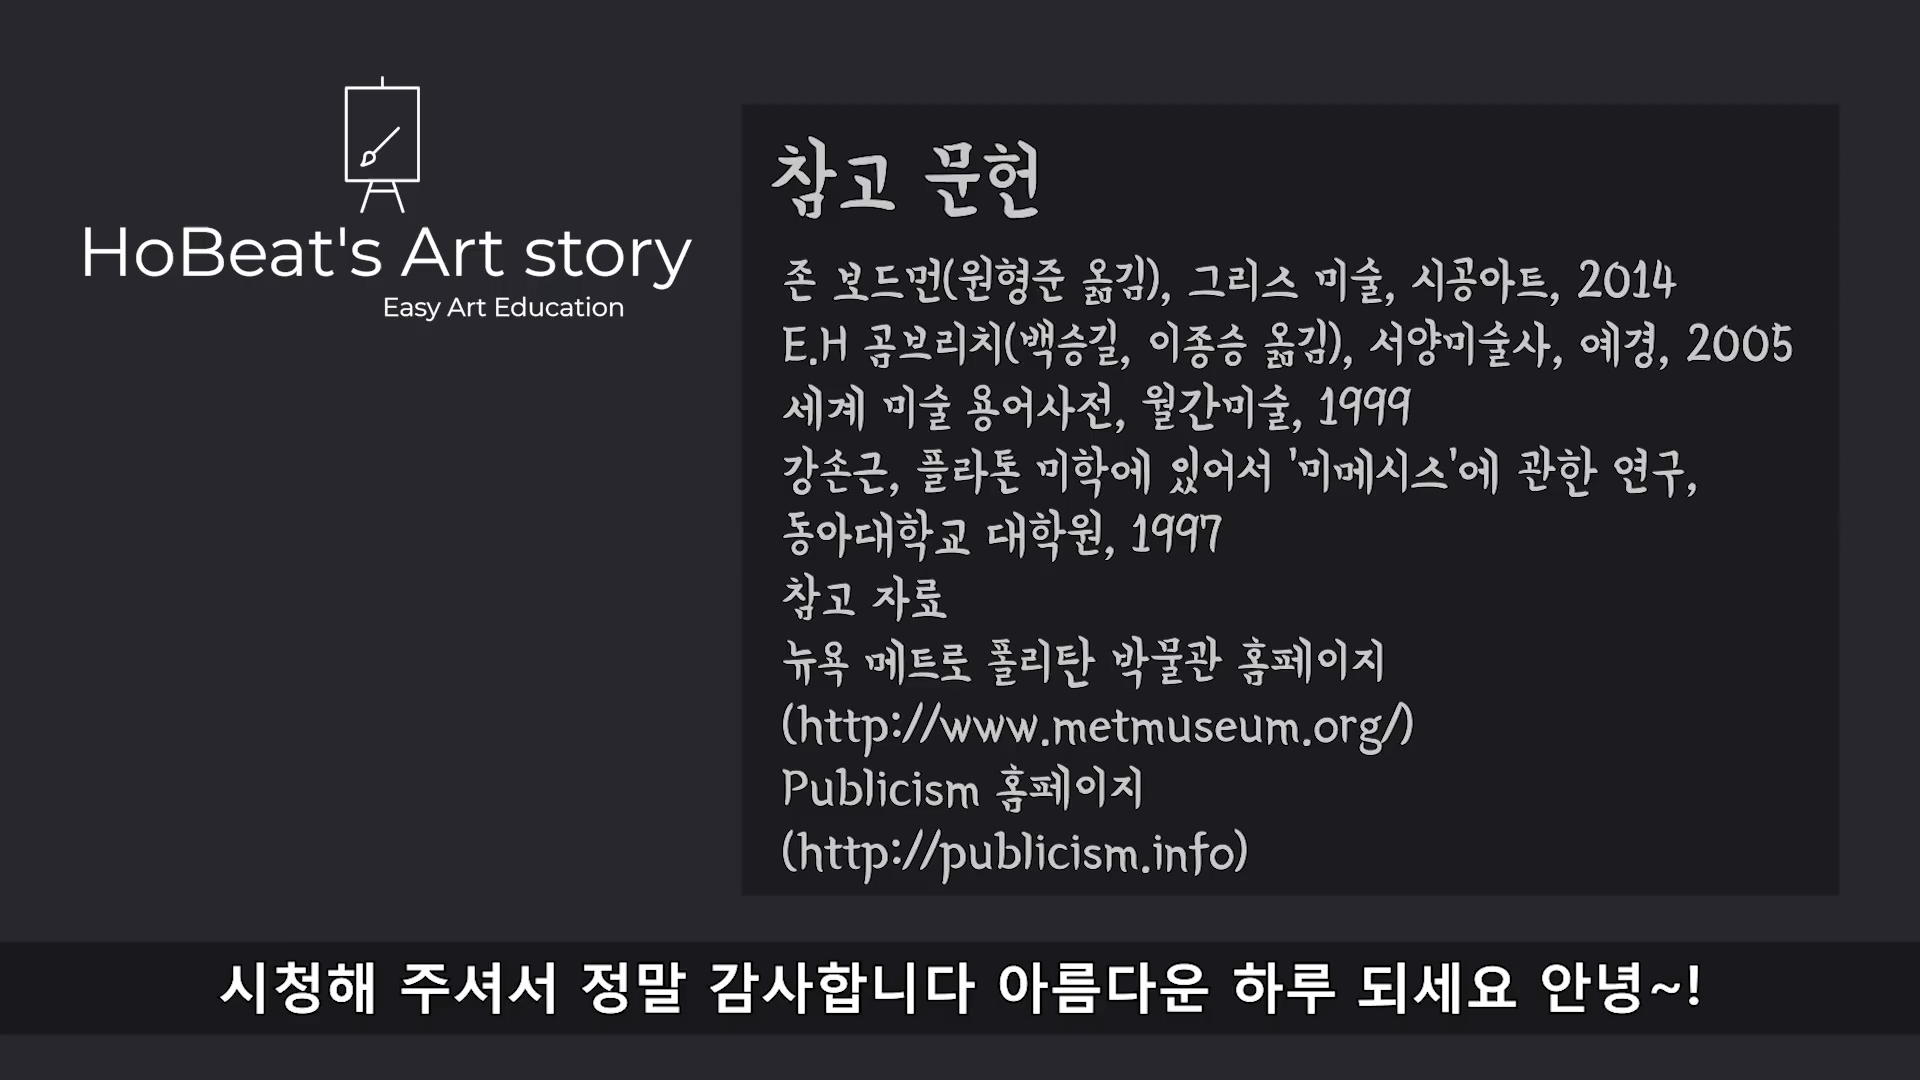 HoBeat's Art story
Easy Art Education
참고 문헌
존 보드먼(원형준 옮김), 그리스 미술, 시공아트, 2014
E.H 곰브리치(백승길, 이종승 옮김), 서양미술사, 예경, 2005
세계 미술 용어사전, 월간미술, 1999
강손근, 플라톤 미학에 있어서 '미메시스'에 관한 연구,
동아대학교 대학원, 1997
참고 자료
뉴욕 메트로 폴리탄 박물관 홈페이지
(http://www.metmuseum.org/)
Publicism 홈페이지
(http://publicism.info)
시청해 주셔서 정말 감사합니다 아름다운 하루 되세요 안녕~!